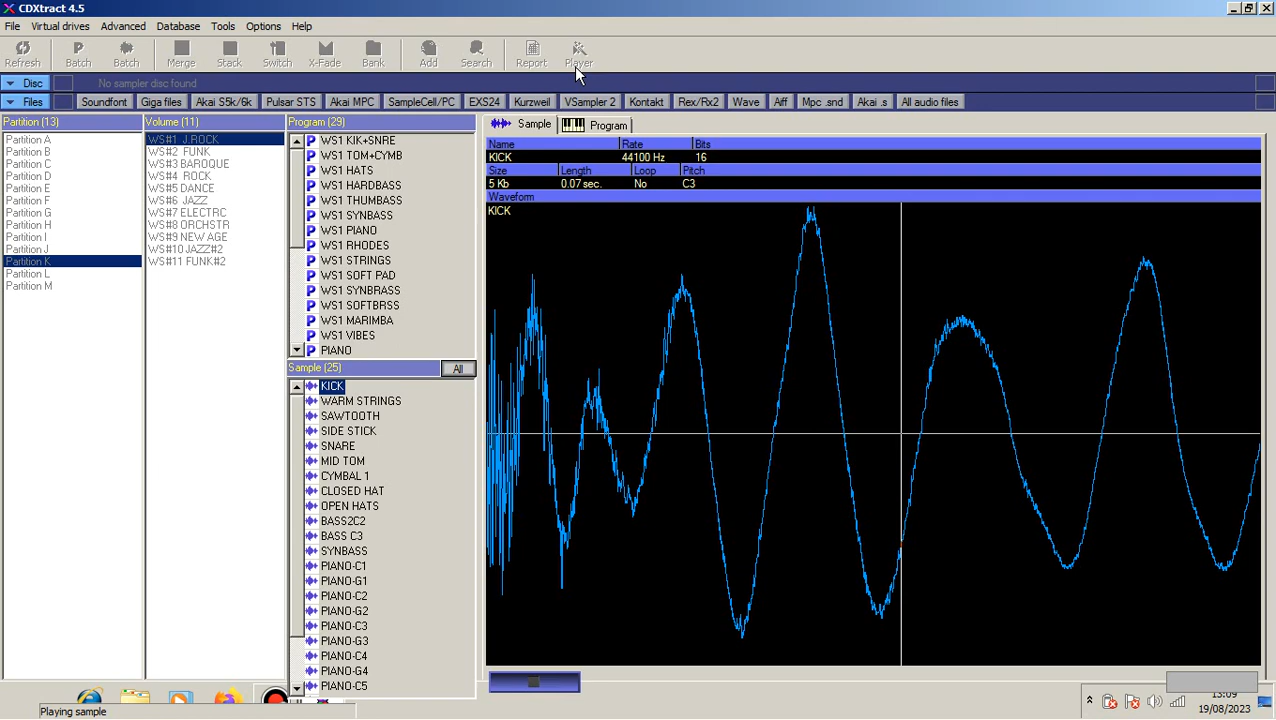 CDXtract 4.5
File Virtual drives Advanced Database Tools Options Help
Refresh Batch Batch Merge Stack Switch X-Fade Bank Add Search Report Player
Disc No sampler disc found
Files Soundfont Giga files Akai S5k/6k Pulsar STS Akai MPC SampleCell/PC EXS24 Kurzweil VSampler 2 Kontakt Rex/Rx2 Wave Aiff Mpc .snd Akai .s All audio files
Partition (13)
Partition A
Partition B
Partition C
Partition D
Partition E
Partition F
Partition G
Partition H
Partition I
Partition J
Partition K
Partition L
Partition M
Volume (11)
WS#1 J.ROCK
WS#2 FUNK
WS#3 BAROQUE
WS#4 ROCK
WS#5 DANCE
WS#6 JAZZ
WS#7 ELECTRC
WS#8 ORCHSTR
WS#9 NEW AGE
WS#10 JAZZ#2
WS#11 FUNK#2
Program (29)
P WS1 KIK+SNRE
P WS1 TOM+CYMB
P WS1 HATS
P WS1 HARDBASS
P WS1 THUMBASS
P WS1 SYNBASS
P WS1 PIANO
P WS1 RHODES
P WS1 STRINGS
P WS1 SOFT PAD
P WS1 SYNBRASS
P WS1 SOFTBRSS
P WS1 MARIMBA
P WS1 VIBES
P PIANO
Sample (25) All
KICK
WARM STRINGS
SAWTOOTH
SIDE STICK
SNARE
MID TOM
CYMBAL 1
CLOSED HAT
OPEN HATS
BASS2C2
BASS C3
SYNBASS
PIANO-C1
PIANO-G1
PIANO-C2
PIANO-G2
PIANO-C3
PIANO-G3
PIANO-C4
PIANO-G4
PIANO-C5
Sample Program
Name Rate Bits
KICK 44100 Hz 16
Size Length Loop Pitch
5 Kb 0.07 sec. No C3
Waveform
KICK
13:09
19/08/2023
Playing sample